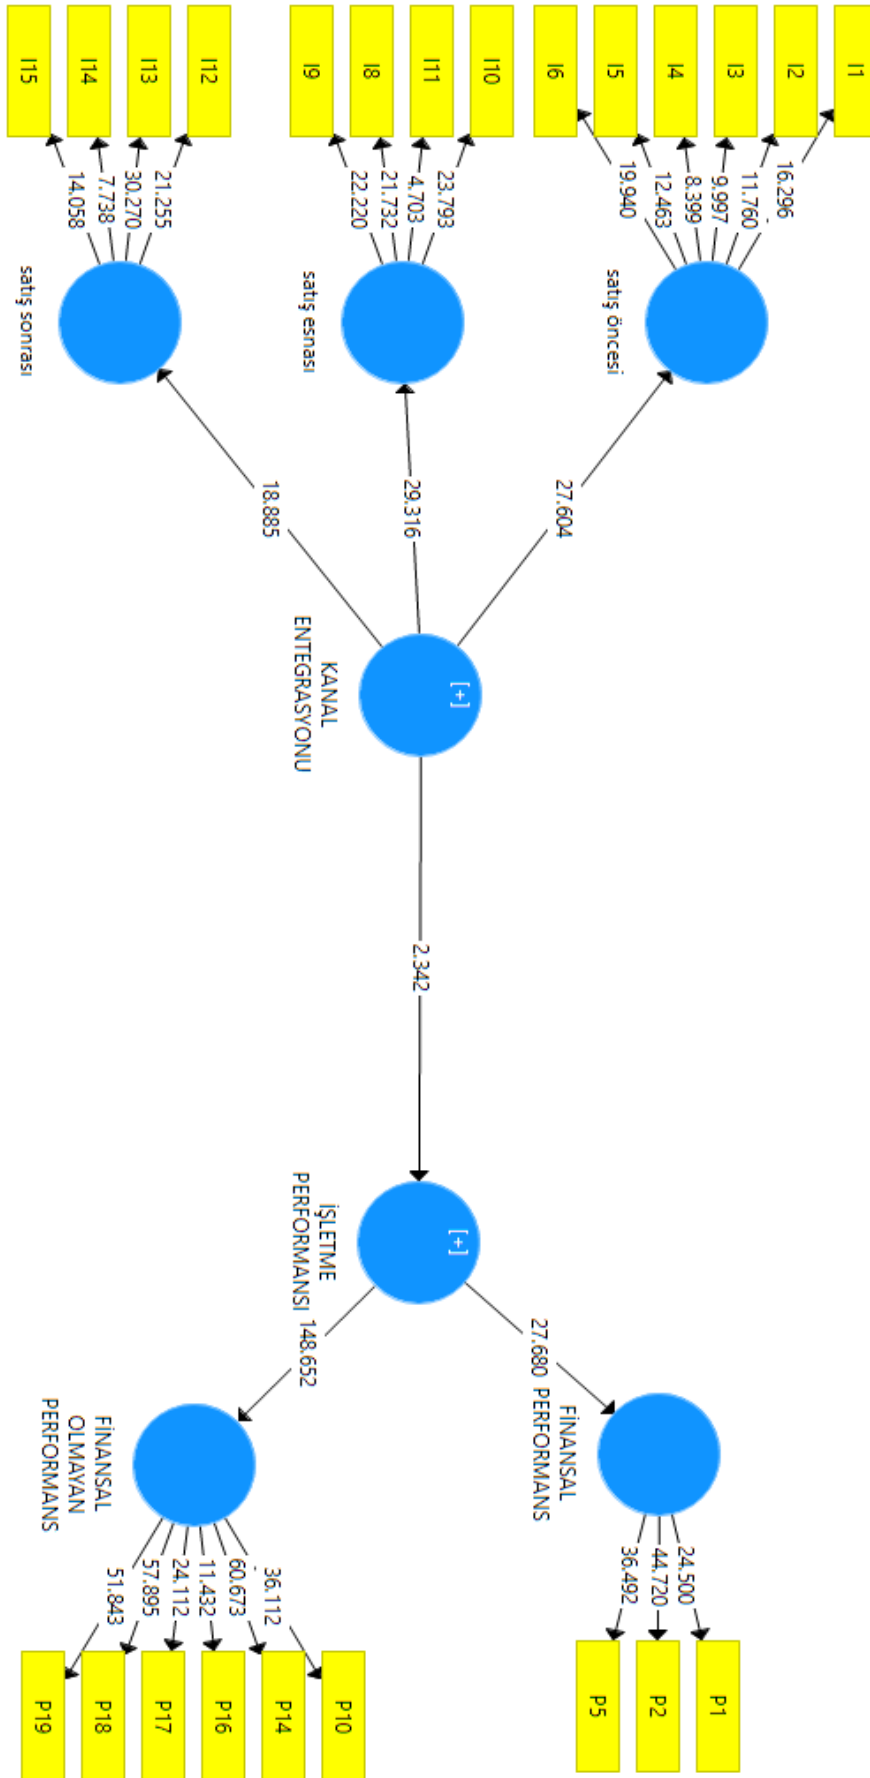 I1
I2
I3
I4
I5
I6
16.296
11.760
9.997
8.399
12.463
19.940
satış öncesi
I10
I11
I8
I9
23.793
4.703
21.732
22.220
satış esnası
I12
I13
I14
I15
21.255
30.270
7.738
14.058
satış sonrası
27.604
29.316
18.885
[+]
KANAL
ENTEGRASYONU
2.342
[+]
İŞLETME
PERFORMANSI
27.680
148.652
FİNANSAL
PERFORMANS
24.500
44.720
36.492
P1
P2
P5
FİNANSAL
OLMAYAN
PERFORMANS
36.112
60.673
11.432
24.112
57.895
51.843
P10
P14
P16
P17
P18
P19